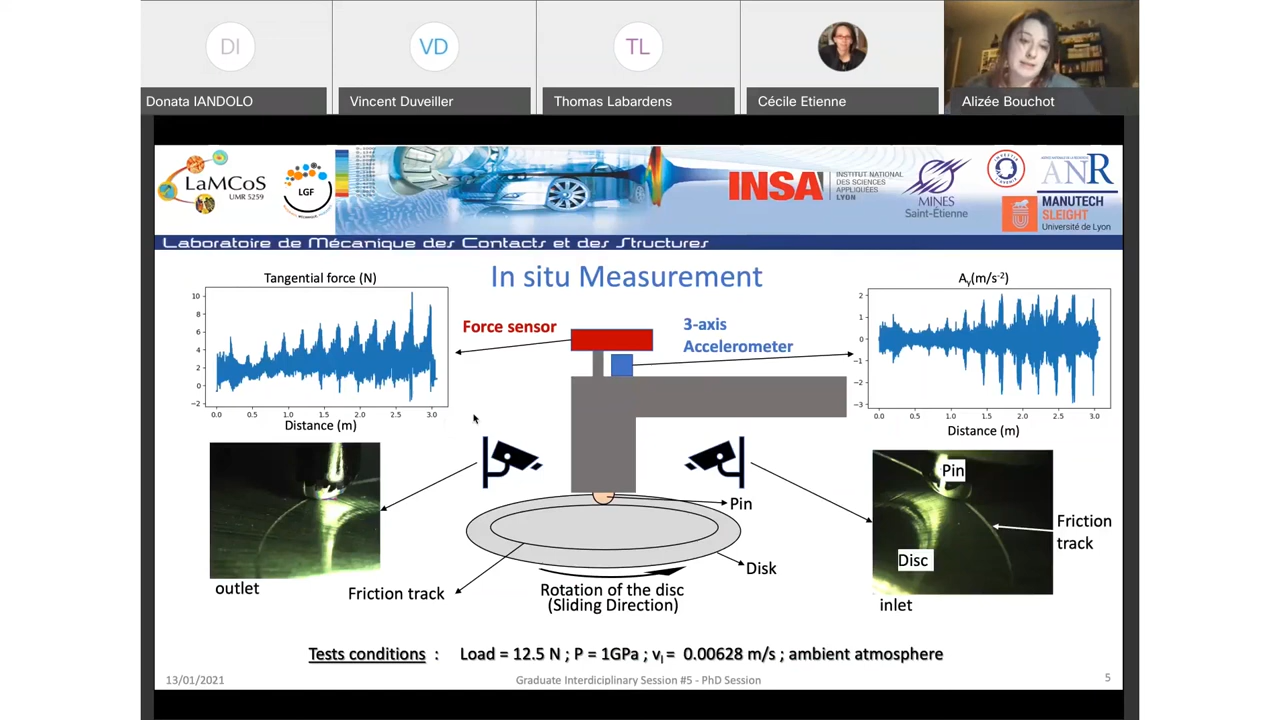 DI
VD
TL
Donata IANDOLO
Vincent Duveiller
Thomas Labardens
Cécile Etienne
Alizée Bouchot
LaMCoS
UMR 5259
LGF
INSA
INSTITUT NATIONAL
DES SCIENCES
APPLIQUÉES
LYON
MINES
Saint-Étienne
ANR
MANUTECH
SLEIGHT
Université de Lyon
Laboratoire de Mécanique des Contacts et des Structures
In situ Measurement
Tangential force (N)
10
8
6
4
2
0
−2
0.0 0.5 1.0 1.5 2.0 2.5 3.0
Distance (m)
Force sensor
3-axis
Accelerometer
Ay(m/s-2)
2
1
0
−1
−2
−3
0.0 0.5 1.0 1.5 2.0 2.5 3.0
Distance (m)
outlet
Friction track
Pin
Disk
Rotation of the disc
(Sliding Direction)
Pin
Disc
Friction
track
inlet
Tests conditions : Load = 12.5 N ; P = 1GPa ; vl = 0.00628 m/s ; ambient atmosphere
13/01/2021
Graduate Interdisciplinary Session #5 - PhD Session
5